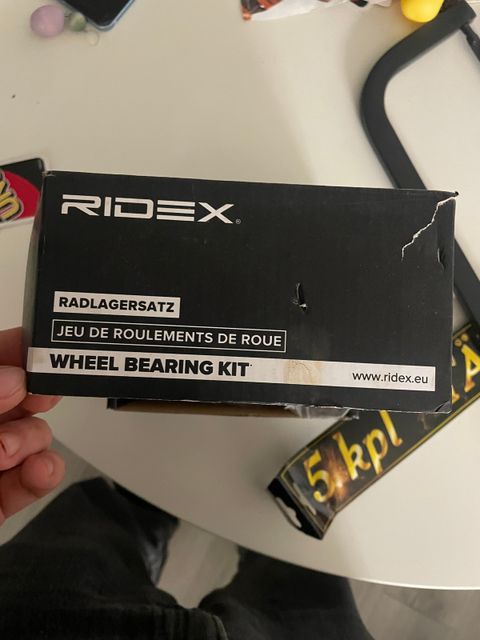 RIDEX®
RADLAGERSATZ
JEU DE ROULEMENTS DE ROUE
WHEEL BEARING KIT
www.ridex.eu
5 kpl